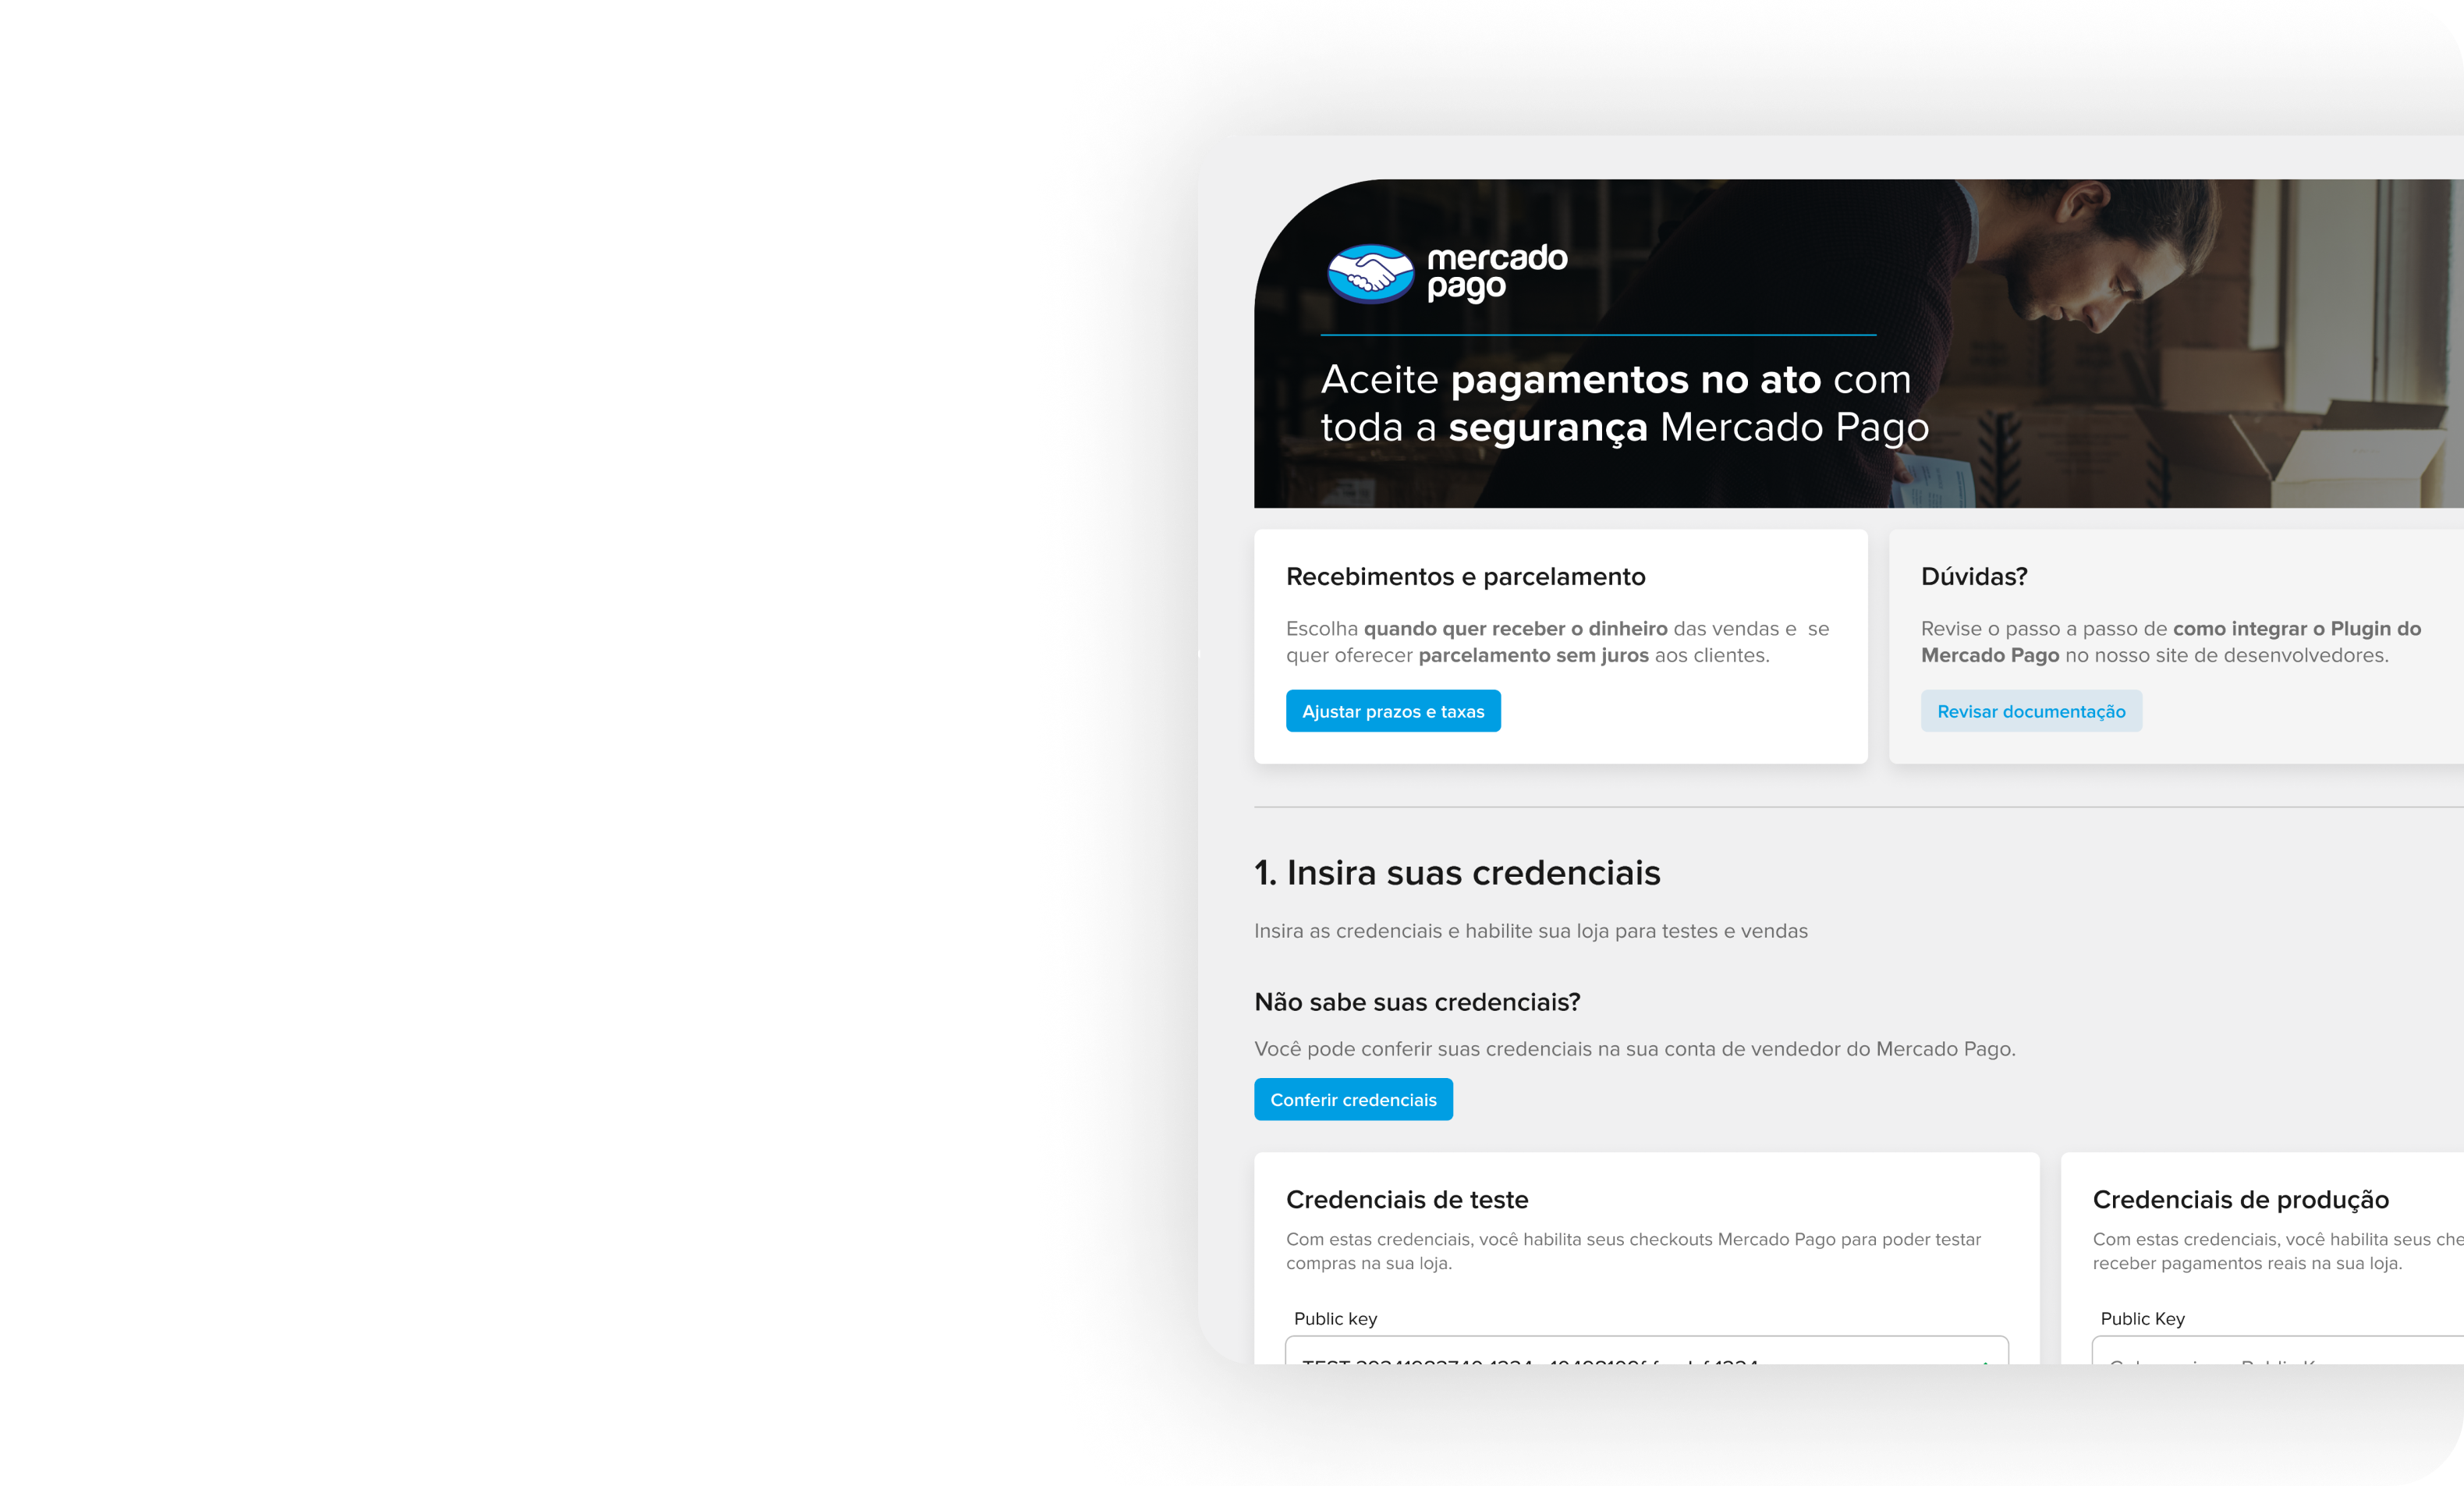 mercado
pago
Aceite pagamentos no ato com
toda a segurança Mercado Pago
Recebimentos e parcelamento
Escolha quando quer receber o dinheiro das vendas e  se
quer oferecer parcelamento sem juros aos clientes.
Ajustar prazos e taxas
Dúvidas?
Revise o passo a passo de como integrar o Plugin do
Mercado Pago no nosso site de desenvolvedores.
Revisar documentação
1. Insira suas credenciais
Insira as credenciais e habilite sua loja para testes e vendas
Não sabe suas credenciais?
Você pode conferir suas credenciais na sua conta de vendedor do Mercado Pago.
Conferir credenciais
Credenciais de teste
Com estas credenciais, você habilita seus checkouts Mercado Pago para poder testar
compras na sua loja.
Public key
Credenciais de produção
Com estas credenciais, você habilita seus che
receber pagamentos reais na sua loja.
Public Key